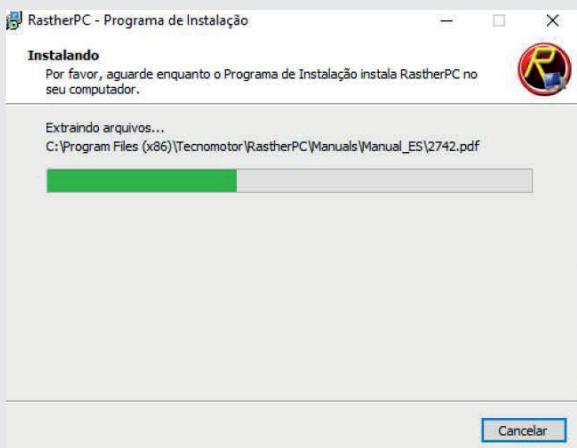 RastherPC - Programa de Instalação
Instalando
Por favor, aguarde enquanto o Programa de Instalação instala RastherPC no
seu computador.
R
Extraindo arquivos...
C:\Program Files (x86)\Tecnomotor\RastherPC\Manuals\Manual_ES\2742.pdf
Cancelar